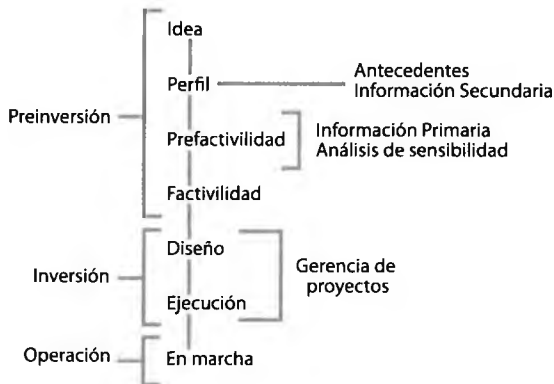 Idea
Perfil
Antecedentes
Información Secundaria
Preinversión
Prefactivilidad
Información Primaria
Análisis de sensibilidad
Factivilidad
Diseño
Inversión
Gerencia de
proyectos
Ejecución
Operación
En marcha